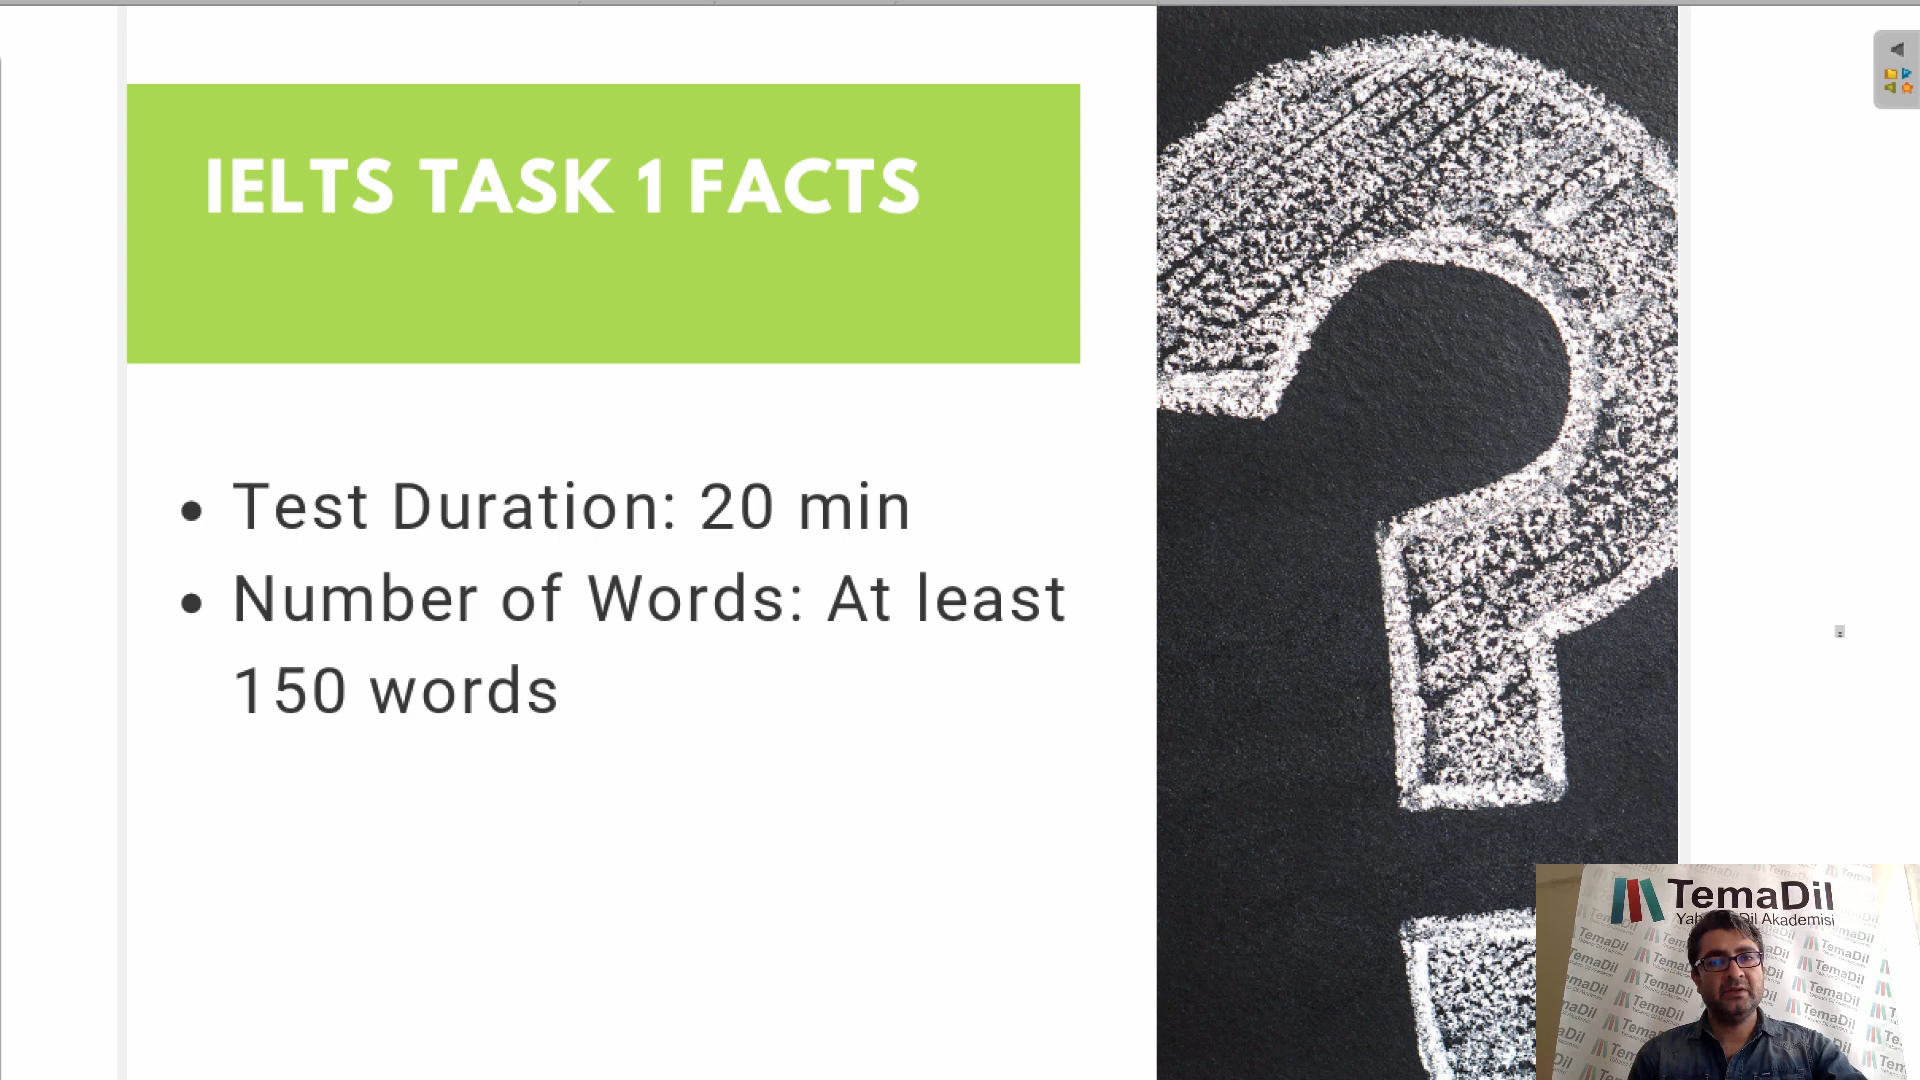 IELTS TASK 1 FACTS
• Test Duration: 20 min
• Number of Words: At least
150 words
TemaDil
Dil Akademisi